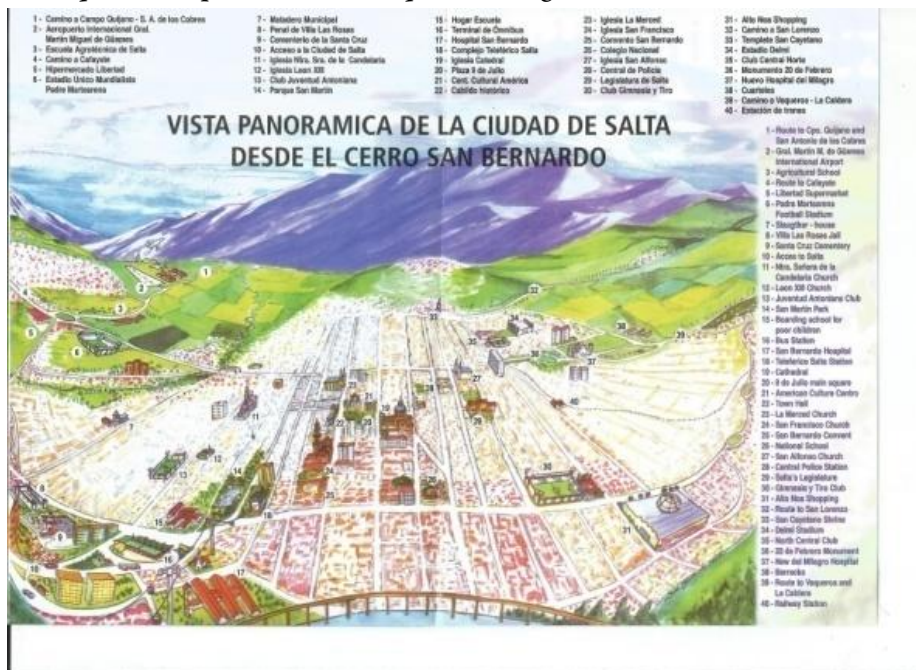 1 - Camino a Campo Quijano - S. A. de los Cobres
2 - Aeropuerto Internacional Gral.
Martín Miguel de Güemes
3 - Escuela Agrotécnica de Salta
4 - Camino a Cafayate
5 - Hipermercado Libertad
6 - Estadio Unico Mundialista
Padre Martearena
7 - Matadero Municipal
8 - Penal de Villa Las Rosas
9 - Cementerio de la Santa Cruz
10 - Acceso a la Ciudad de Salta
11 - Iglesia Ntra. Sra. de la Candelaria
12 - Iglesia Leon XIII
13 - Club Juventud Antoniana
14 - Parque San Martín
15 - Hogar Escuela
16 - Terminal de Omnibus
17 - Hospital San Bernardo
18 - Complejo Teleférico Salta
19 - Iglesia Catedral
20 - Plaza 9 de Julio
21 - Cent. Cultural América
22 - Cabildo histórico
23 - Iglesia La Merced
24 - Iglesia San Francisco
25 - Convento San Bernardo
26 - Colegio Nacional
27 - Iglesia San Alfonso
28 - Central de Policía
29 - Legislatura de Salta
30 - Club Gimnasia y Tiro
31 - Alto Noa Shopping
32 - Camino a San Lorenzo
33 - Templete San Cayetano
34 - Estadio Delmi
35 - Club Central Norte
36 - Monumento 20 de Febrero
37 - Nuevo Hospital del Milagro
38 - Cuarteles
39 - Camino a Vaqueros - La Caldera
40 - Estación de trenes
VISTA PANORAMICA DE LA CIUDAD DE SALTA
DESDE EL CERRO SAN BERNARDO
1 - Route to Cpo. Quijano and
San Antonio de los Cobres
2 - Gral. Martín M. de Güemes
International Airport
3 - Agricultural School
4 - Route to Cafayate
5 - Libertad Supermarket
6 - Padre Martearena
Football Stadium
7 - house
8 - Villa Las Rosas Jail
9 - Santa Cruz
10 - to Salta
11 - Ntra. Señora de la
Candelaria Church
12 - Leon XIII Church
13 - Juventud Antoniana Club
14 - San Martin Park
15 - Boarding school for
poor children
16 - Bus Station
17 - San Bernardo Hospital
18 - Teleferico Salta Station
19 - Cathedral
20 - 9 de Julio main square
21 - American Culture Centro
22 - Town Hall
23 - La Merced Church
24 - San Francisco Church
25 - San Bernardo Convent
26 - National School
27 - San Alfonso Church
28 - Central Police Station
29 - Salta's Legislature
30 - Gimnasia y Tiro Club
31 - Alto Noa Shopping
32 - Route to San Lorenzo
33 - San Cayetano Shrine
34 - Delmi Stadium
35 - North Central Club
36 - 20 de Febrero Monument
37 - New del Milagro Hospital
38 - Barracks
39 - Route to Vaqueros and
La Caldera
40 - Railway Station